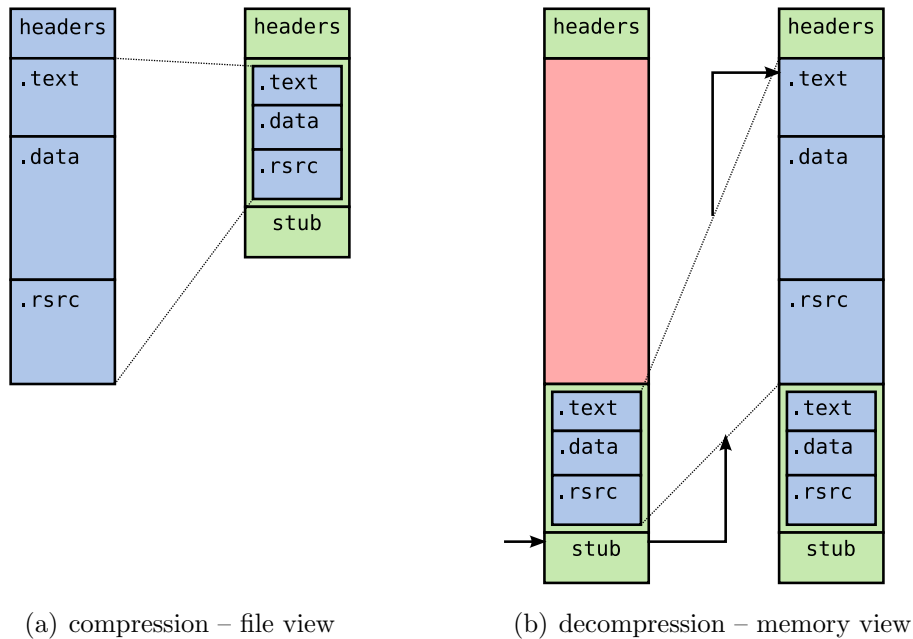 headers
.text
.data
.rsrc
headers
.text
.data
.rsrc
stub
(a) compression – file view
headers
.text
.data
.rsrc
stub
headers
.text
.data
.rsrc
.text
.data
.rsrc
(b) decompression – memory view